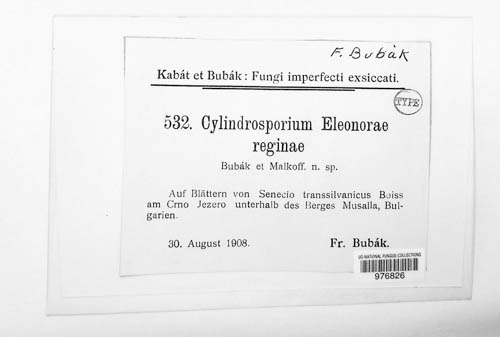 F. Bubák
Kabát et Bubák: Fungi imperfecti exsiccati.
TYPE
532. Cylindrosporium Eleonorae
reginae
Bubák et Malkoff. n. sp.
Auf Blättern von Senecio transsilvanicus Boiss
am Crno Jezero unterhalb des Berges Musalla, Bul-
garien.
30. August 1908. Fr. Bubák.
US NATIONAL FUNGUS COLLECTIONS
976826